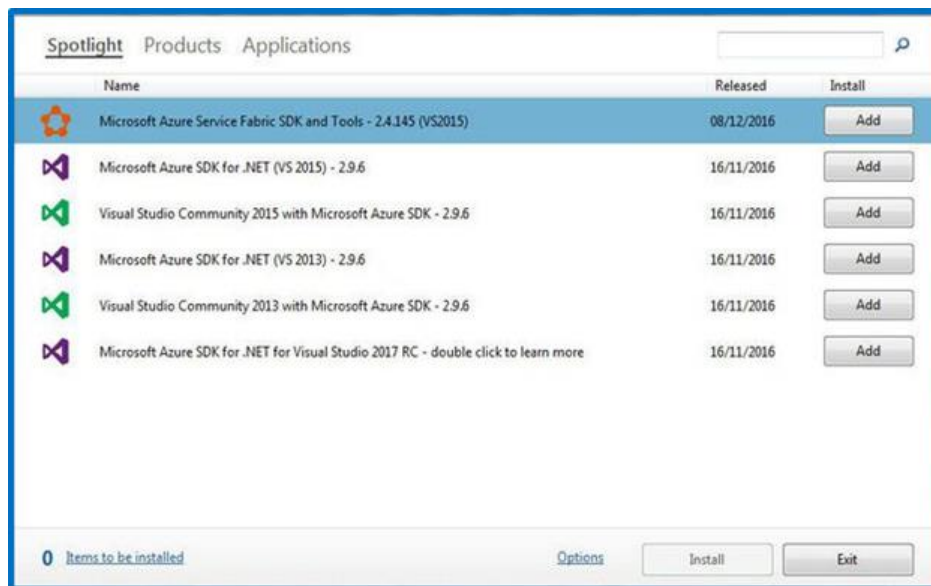 Spotlight Products Applications
Name Released Install
Microsoft Azure Service Fabric SDK and Tools - 2.4.145 (VS2015) 08/12/2016 Add
Microsoft Azure SDK for .NET (VS 2015) - 2.9.6 16/11/2016 Add
Visual Studio Community 2015 with Microsoft Azure SDK - 2.9.6 16/11/2016 Add
Microsoft Azure SDK for .NET (VS 2013) - 2.9.6 16/11/2016 Add
Visual Studio Community 2013 with Microsoft Azure SDK - 2.9.6 16/11/2016 Add
Microsoft Azure SDK for .NET for Visual Studio 2017 RC - double click to learn more 16/11/2016 Add
0 Items to be installed Options Install Exit